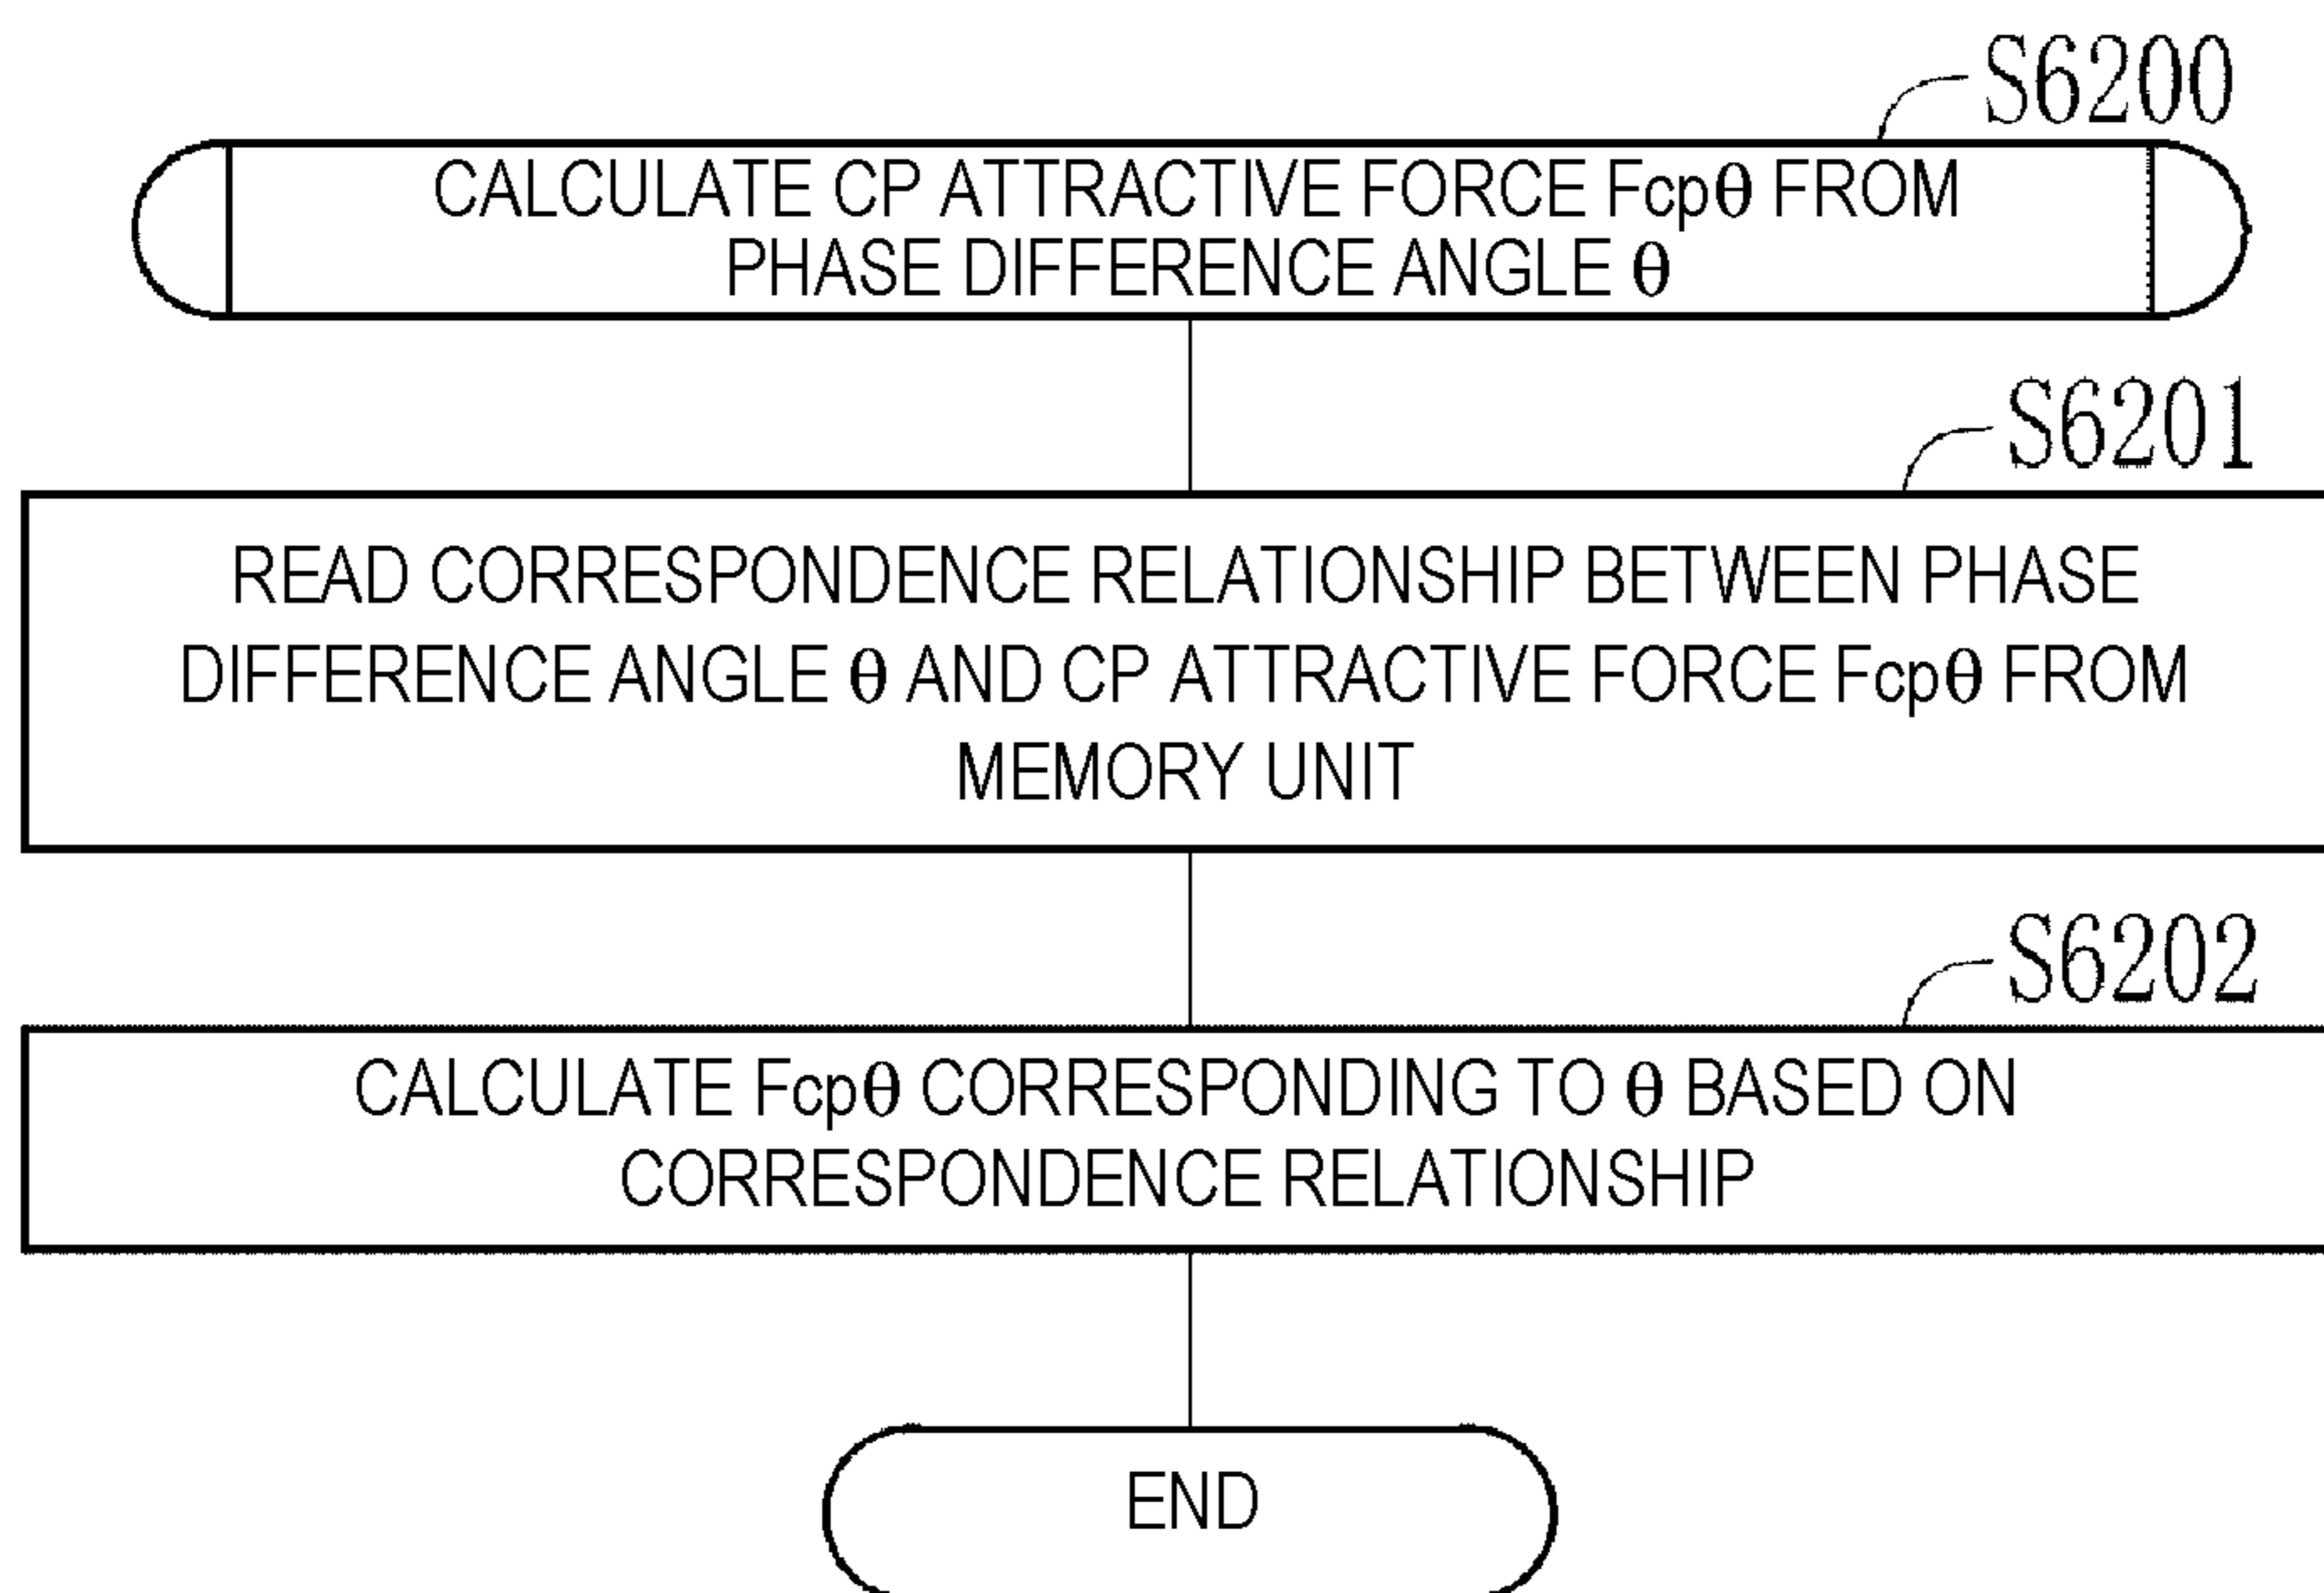 S6200
CALCULATE CP ATTRACTIVE FORCE Fcpθ FROM
PHASE DIFFERENCE ANGLE θ
S6201
READ CORRESPONDENCE RELATIONSHIP BETWEEN PHASE
DIFFERENCE ANGLE θ AND CP ATTRACTIVE FORCE Fcpθ FROM
MEMORY UNIT
S6202
CALCULATE Fcpθ CORRESPONDING TO θ BASED ON
CORRESPONDENCE RELATIONSHIP
END